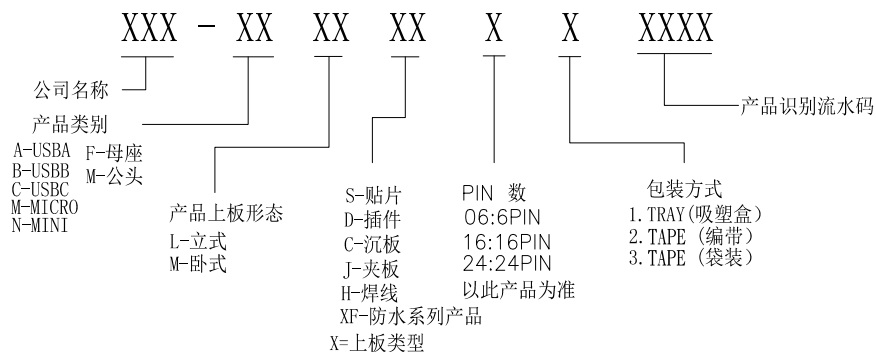 XXX-XX XX XX X X XXXX
公司名称
产品识别流水码
产品类别
A-USBA F-母座
B-USBB M-公头
C-USBC
M-MICRO
N-MINI
产品上板形态
L-立式
M-卧式
S-贴片
D-插件
C-沉板
J-夹板
H-焊线
XF-防水系列产品
X=上板类型
PIN 数
06:6PIN
16:16PIN
24:24PIN
以此产品为准
包装方式
1.TRAY(吸塑盒)
2.TAPE (编带)
3.TAPE (袋装)